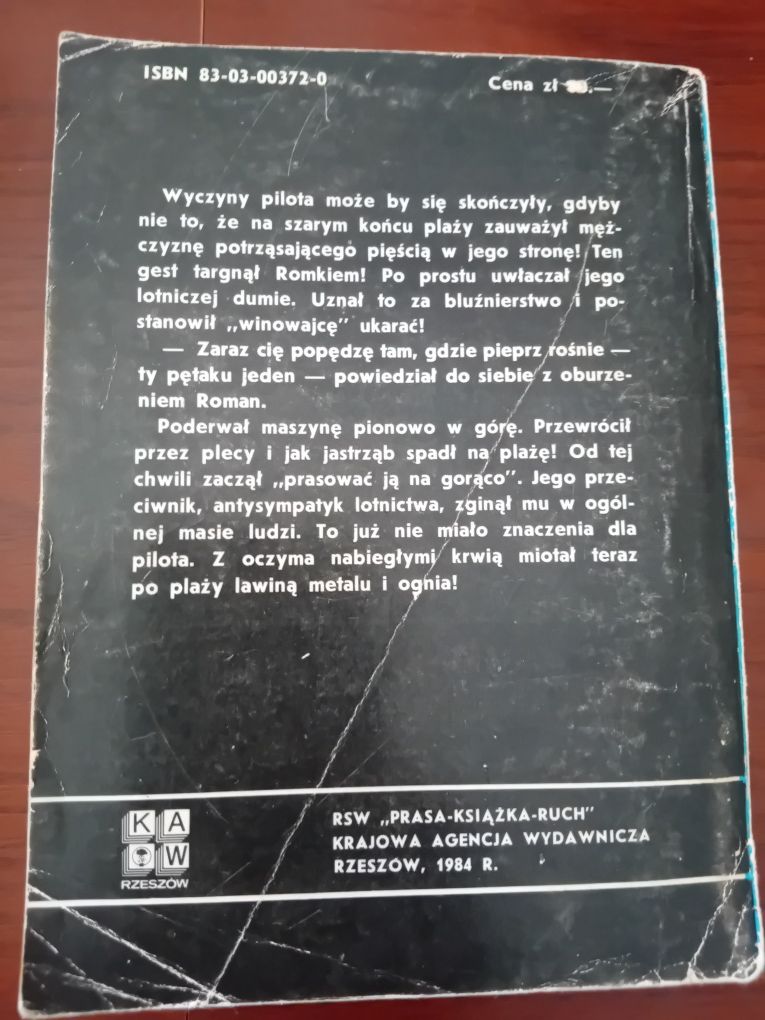 ISBN 83-03-00372-0
Cena zł .—
Wyczyny pilota może by się skończyły, gdyby
nie to, że na szarym końcu plaży zauważył męż-
czyznę potrząsającego pięścią w jego stronę! Ten
gest targnął Romkiem! Po prostu uwłaczał jego
lotniczej dumie. Uznał to za bluźnierstwo i po-
stanowił „winowajcę” ukarać!
— Zaraz cię popędzę tam, gdzie pieprz rośnie —
ty pętaku jeden — powiedział do siebie z oburze-
niem Roman.
Poderwał maszynę pionowo w górę. Przewrócił
przez plecy i jak jastrząb spadł na plażę! Od tej
chwili zaczął „prasować ją na gorąco”. Jego prze-
ciwnik, antysympatyk lotnictwa, zginął mu w ogól-
nej masie ludzi. To już nie miało znaczenia dla
pilota. Z oczyma nabiegłymi krwią miotał teraz
po plaży lawiną metalu i ognia!
KAW
RZESZÓW
RSW „PRASA-KSIĄŻKA-RUCH”
KRAJOWA AGENCJA WYDAWNICZA
RZESZÓW, 1984 R.